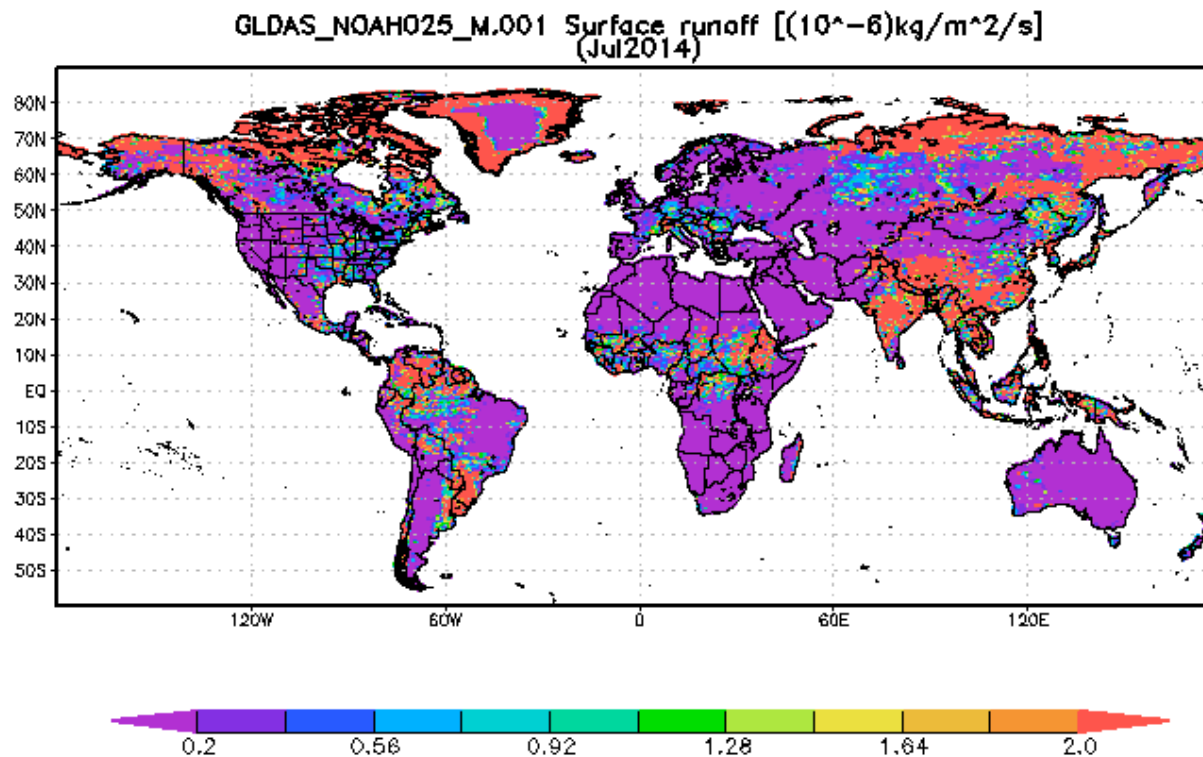 GLDAS_NOAH025_M.001 Surface runoff [(10^-6)kg/m^2/s]
(Jul2014)
80N
70N
60N
50N
40N
30N
20N
10N
EQ
10S
20S
30S
40S
50S
120W 60W 0 60E 120E
0.2 0.56 0.92 1.28 1.64 2.0